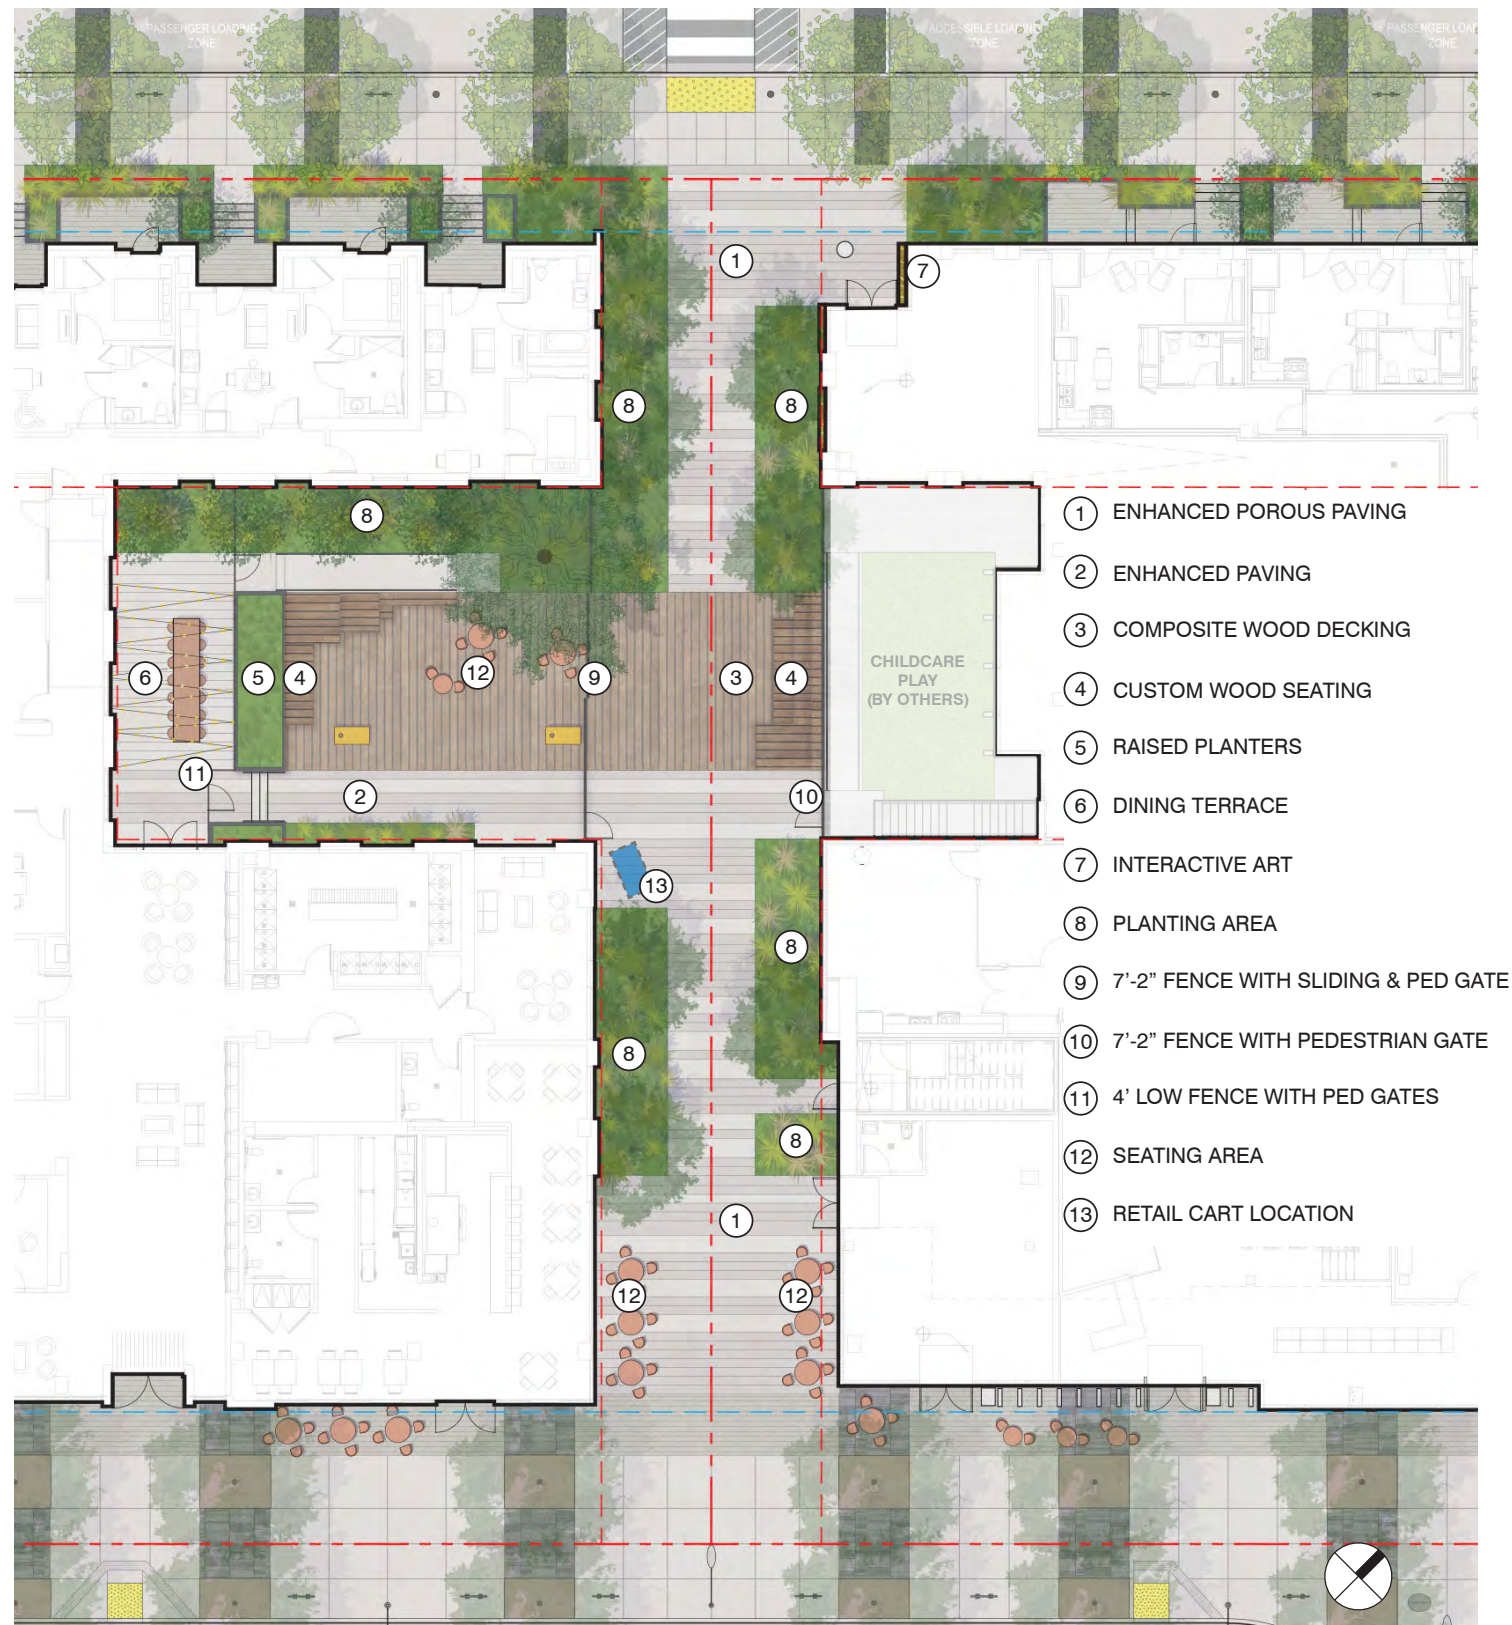 PASSENGER LOADING
ZONE
ACCESSIBLE LOADING
ZONE
PASSENGER LOAD
ZONE
1
7
8
8
8
1 ENHANCED POROUS PAVING
2 ENHANCED PAVING
3 COMPOSITE WOOD DECKING
4 CUSTOM WOOD SEATING
5 RAISED PLANTERS
6 DINING TERRACE
7 INTERACTIVE ART
8 PLANTING AREA
9 7’-2” FENCE WITH SLIDING & PED GATE
10 7’-2” FENCE WITH PEDESTRIAN GATE
11 4’ LOW FENCE WITH PED GATES
12 SEATING AREA
13 RETAIL CART LOCATION
CHILDCARE
PLAY
(BY OTHERS)
6
5
4
12
9
3
4
11
2
10
13
8
8
8
1
12
12